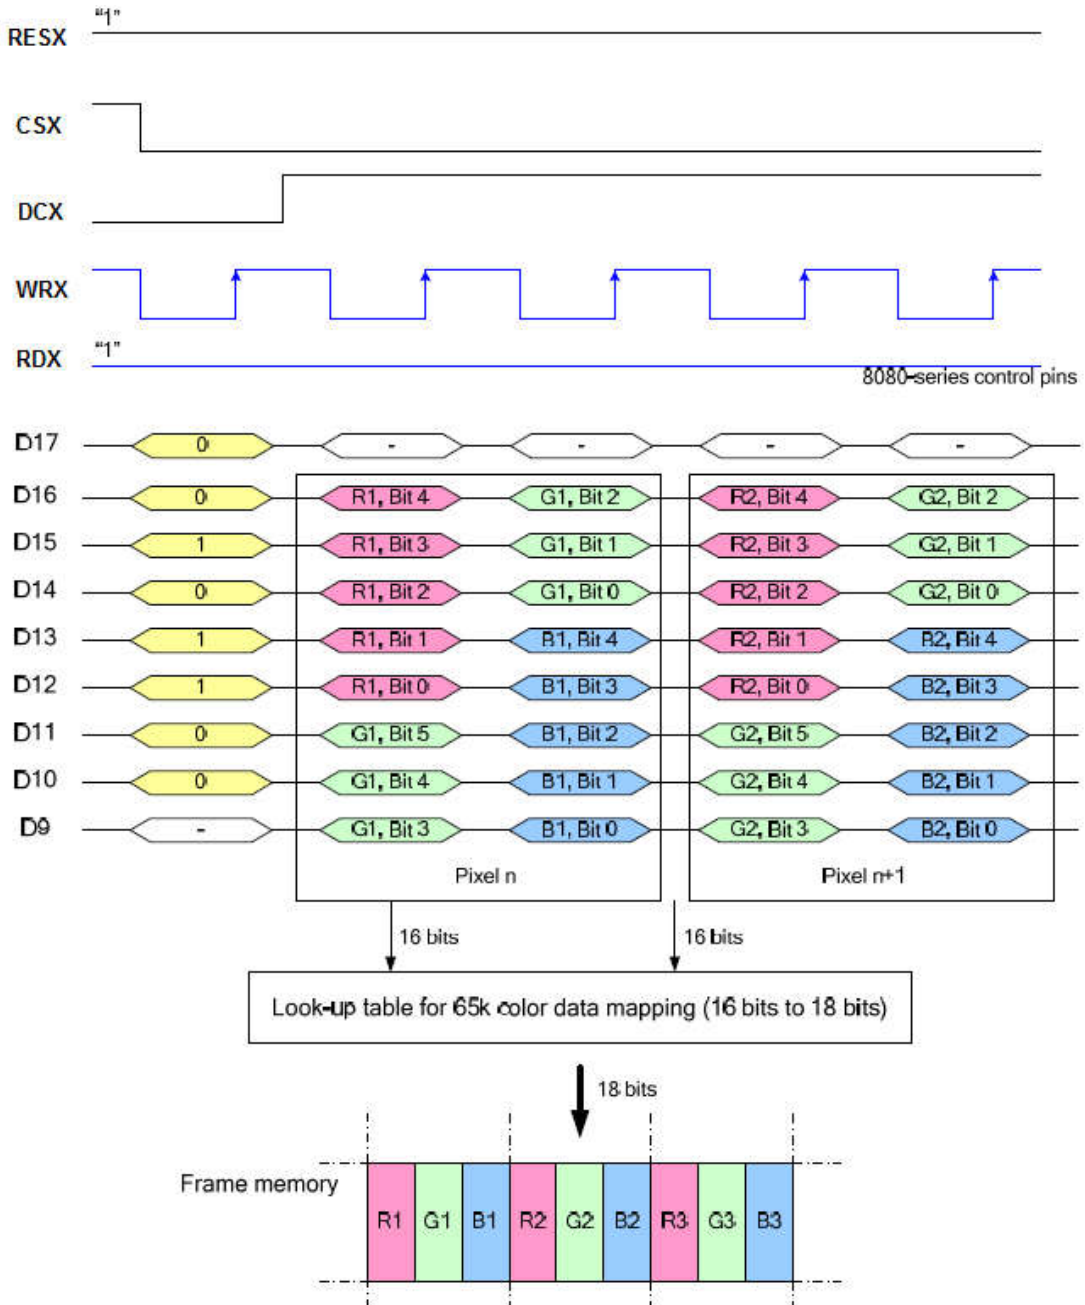 "1"
RESX
CSX
DCX
WRX
"1"
RDX
8080-series control pins
D17 0 - - - -
D16 0 R1, Bit 4 G1, Bit 2 R2, Bit 4 G2, Bit 2
D15 1 R1, Bit 3 G1, Bit 1 R2, Bit 3 G2, Bit 1
D14 0 R1, Bit 2 G1, Bit 0 R2, Bit 2 G2, Bit 0
D13 1 R1, Bit 1 B1, Bit 4 R2, Bit 1 B2, Bit 4
D12 1 R1, Bit 0 B1, Bit 3 R2, Bit 0 B2, Bit 3
D11 0 G1, Bit 5 B1, Bit 2 G2, Bit 5 B2, Bit 2
D10 0 G1, Bit 4 B1, Bit 1 G2, Bit 4 B2, Bit 1
D9 - G1, Bit 3 B1, Bit 0 G2, Bit 3 B2, Bit 0
Pixel n Pixel n+1
16 bits 16 bits
Look-up table for 65k color data mapping (16 bits to 18 bits)
18 bits
Frame memory
R1 G1 B1 R2 G2 B2 R3 G3 B3